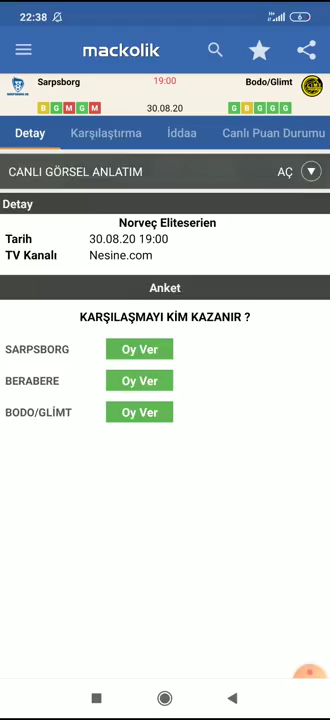 22:38
6
mackolik
Sarpsborg 19:00 Bodo/Glimt
B G M G M 30.08.20 G B G G G
Detay Karşılaştırma İddaa Canlı Puan Durumu
CANLI GÖRSEL ANLATIM AÇ
Detay
Norveç Eliteserien
Tarih 30.08.20 19:00
TV Kanalı Nesine.com
Anket
KARŞILAŞMAYI KİM KAZANIR ?
SARPSBORG Oy Ver
BERABERE Oy Ver
BODO/GLİMT Oy Ver